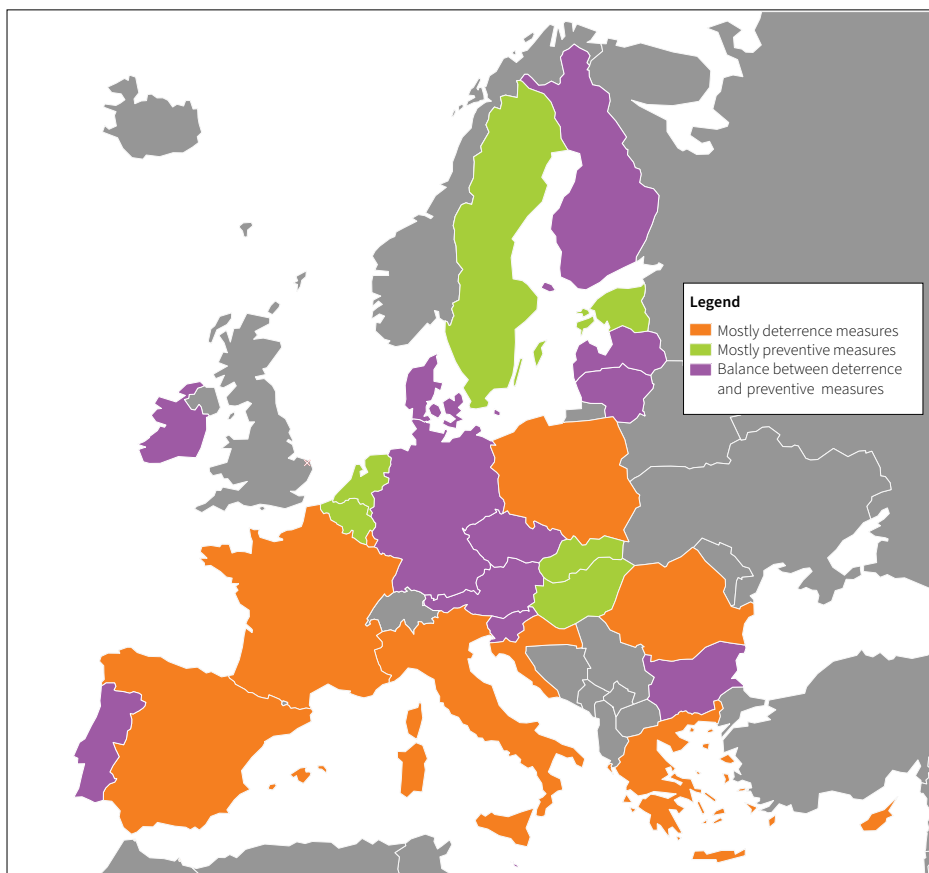 Legend
Mostly deterrence measures
Mostly preventive measures
Balance between deterrence
and preventive measures